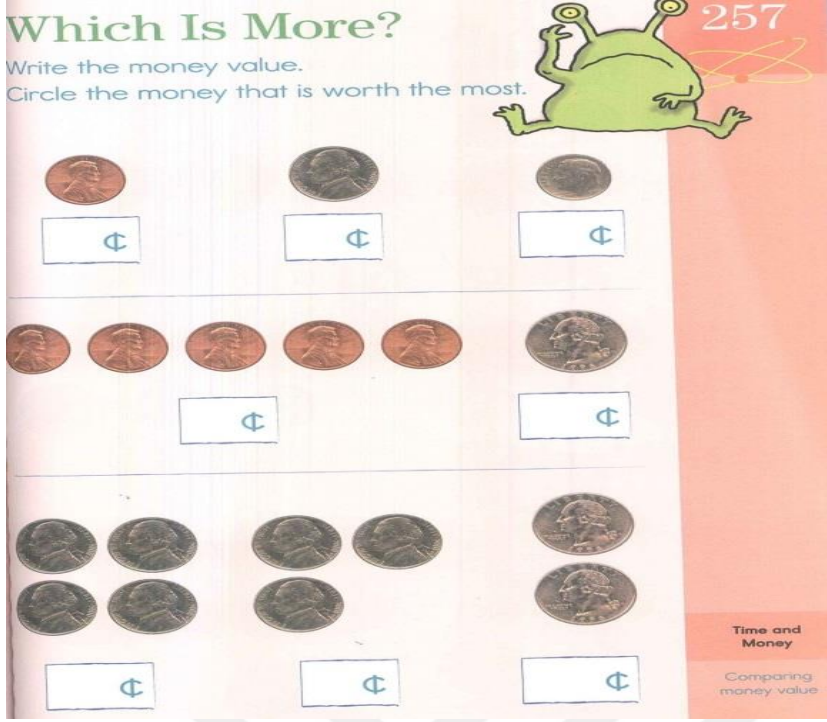 Which Is More?
257
Write the money value.
Circle the money that is worth the most.
¢ ¢ ¢
¢ ¢
¢ ¢ ¢
Time and
Money
Comparing
money value